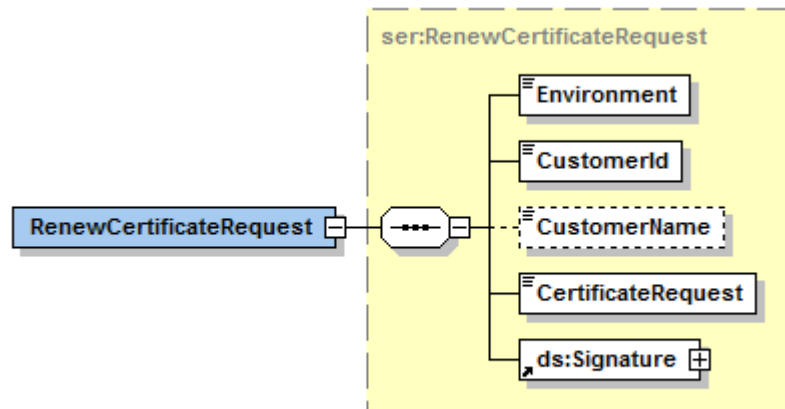 ser:RenewCertificateRequest
Environment
CustomerId
RenewCertificateRequest
CustomerName
CertificateRequest
ds:Signature